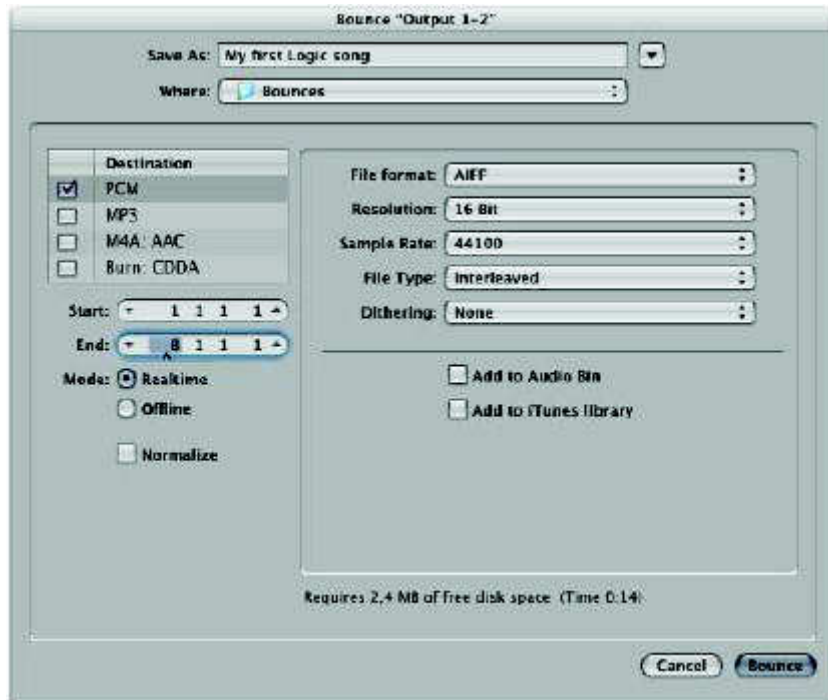 Bounce "Output 1-2"
Save As: My first Logic song
Where: Bounces
Destination
PCM
MP3
M4A: AAC
Burn: CDDA
Start: 1 1 1 1
End: 8 1 1 1
Mode: Realtime
Offline
Normalize
File format: AIFF
Resolution: 16 Bit
Sample Rate: 44100
File Type: Interleaved
Dithering: None
Add to Audio Bin
Add to iTunes library
Requires 2,4 MB of free disk space (Time 0:14)
Cancel Bounce